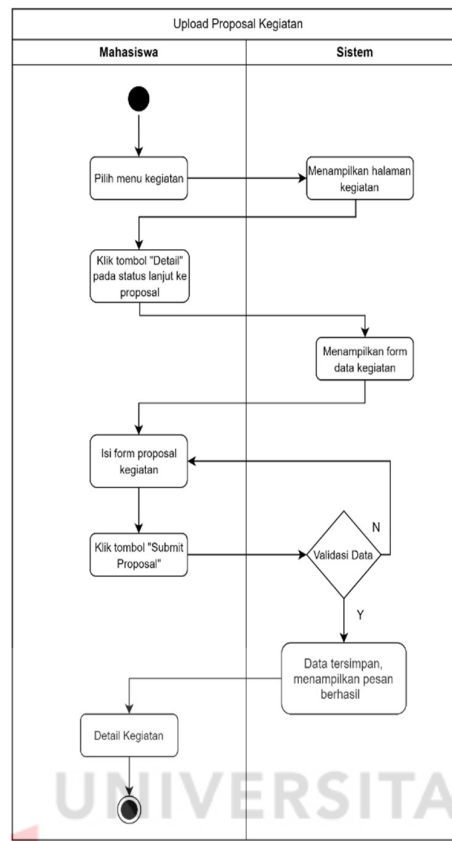 Upload Proposal Kegiatan
Mahasiswa
Sistem
Pilih menu kegiatan
Menampilkan halaman
kegiatan
Klik tombol "Detail"
pada status lanjut ke
proposal
Menampilkan form
data kegiatan
Isi form proposal
kegiatan
Klik tombol "Submit
Proposal"
Validasi Data
N
Y
Data tersimpan,
menampilkan pesan
berhasil
Detail Kegiatan
UNIVERSITA